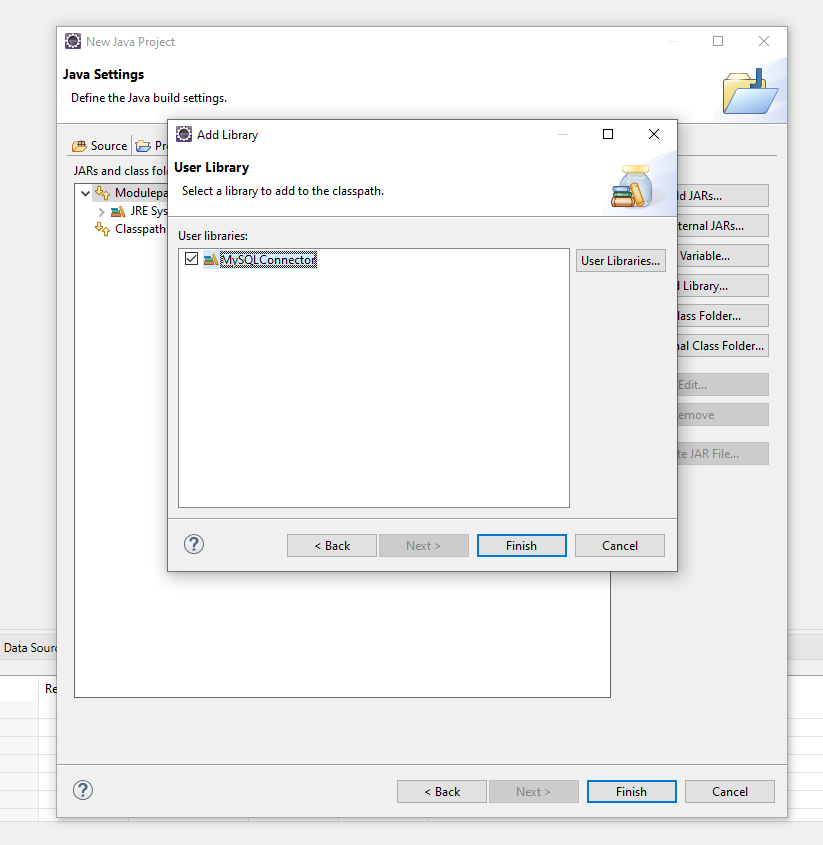 New Java Project
Java Settings
Define the Java build settings.
Source
JARs and class
Modulepa
JRE Sys
Classpath
Add Library
User Library
Select a library to add to the classpath.
User libraries:
MySQLConnector
User Libraries...
< Back
Next >
Finish
Cancel
JARs...
ternal JARs...
Variable...
Library...
lass Folder...
nal Class Folder...
Edit...
emove
te JAR File...
Data Sour
Re
< Back
Next >
Finish
Cancel